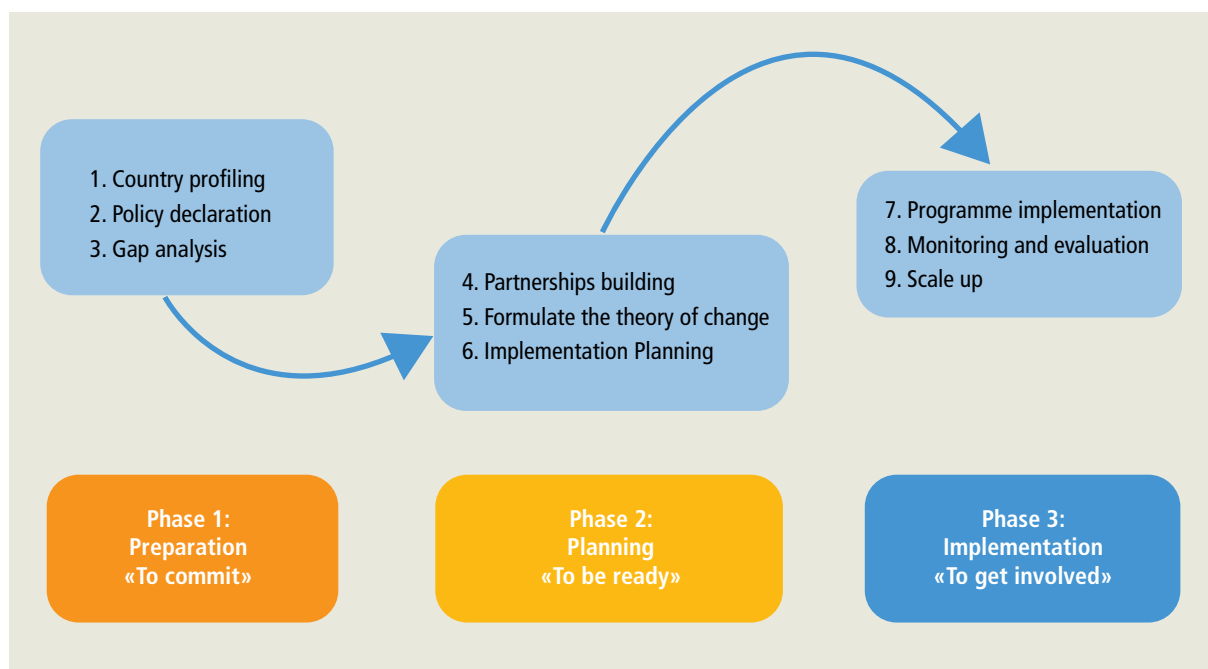 1. Country profiling
2. Policy declaration
3. Gap analysis
4. Partnerships building
5. Formulate the theory of change
6. Implementation Planning
7. Programme implementation
8. Monitoring and evaluation
9. Scale up
Phase 1:
Preparation
«To commit»
Phase 2:
Planning
«To be ready»
Phase 3:
Implementation
«To get involved»